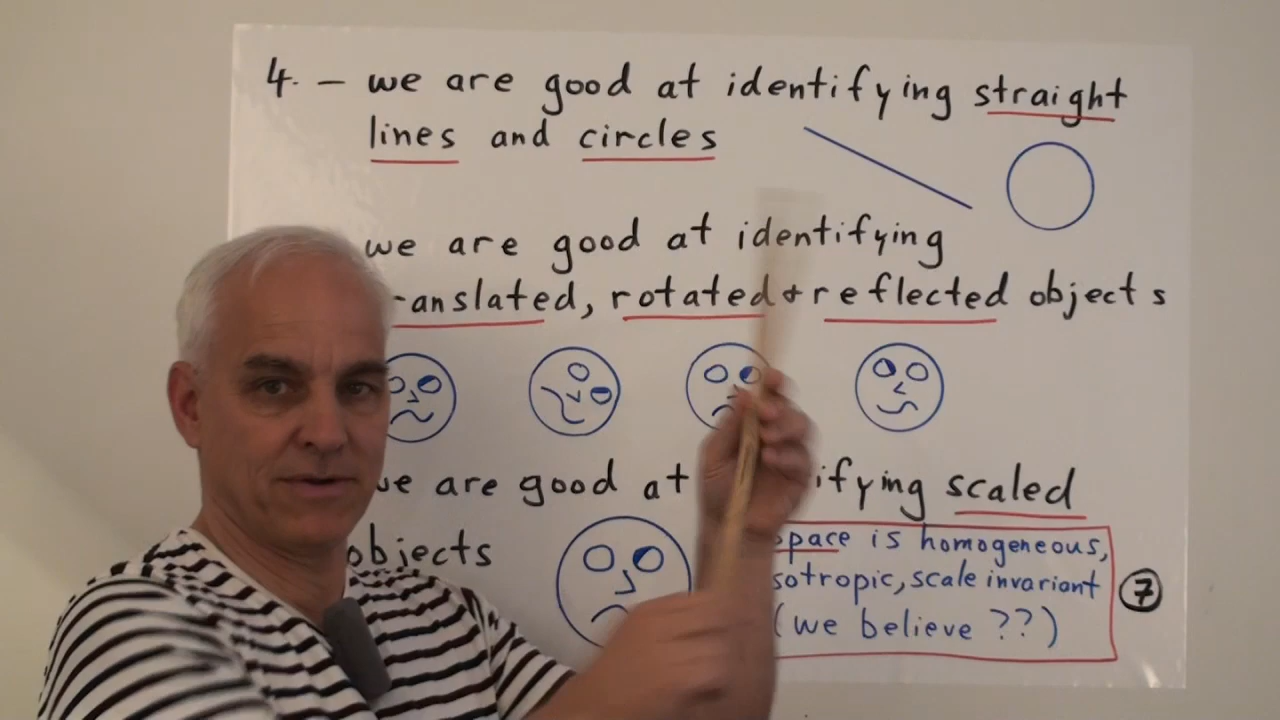 4. - we are good at identifying straight
lines and circles
we are good at identifying
anslated, rotated + reflected objects
we are good at ifying scaled
objects
space is homogeneous,
sotropic, scale invariant
(we believe ??)
7